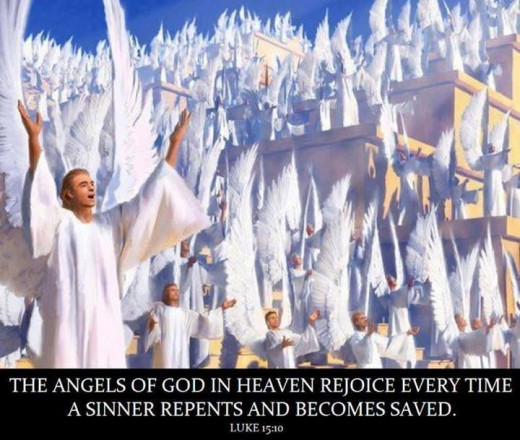 THE ANGELS OF GOD IN HEAVEN REJOICE EVERY TIME
A SINNER REPENTS AND BECOMES SAVED.
LUKE 15:10